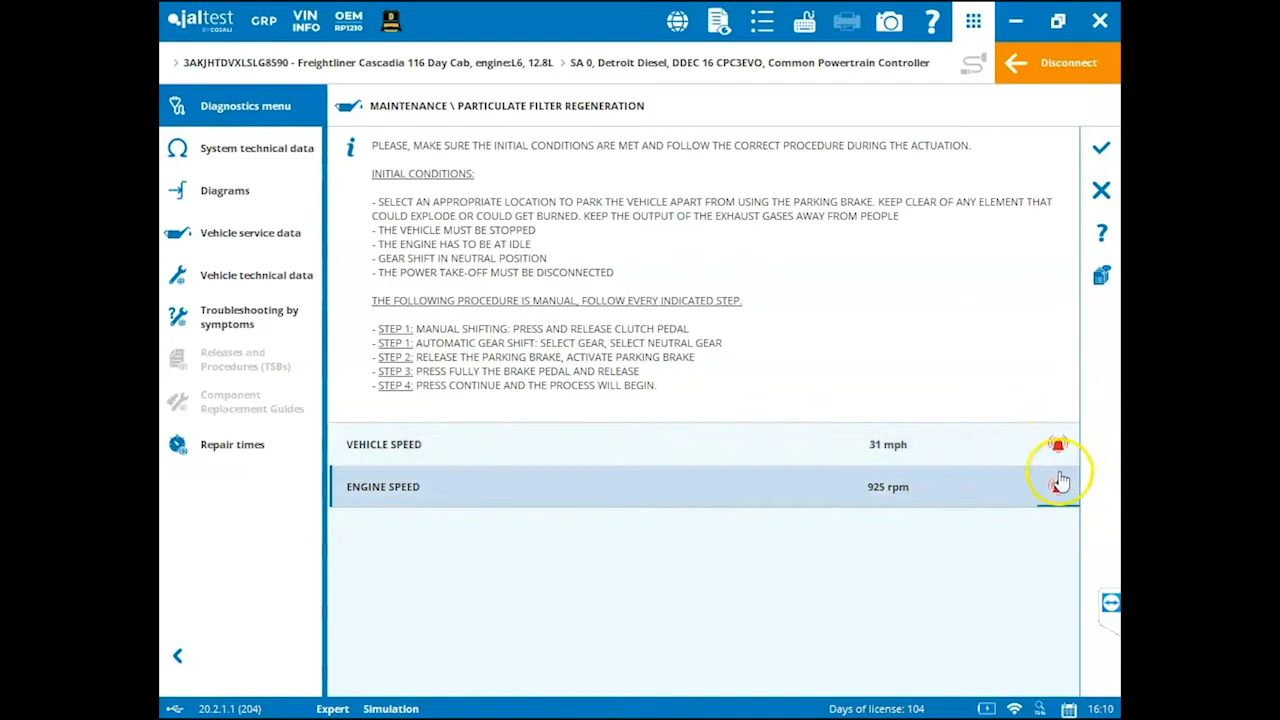 jaltest
BY COJALI
GRP
VIN
INFO
OEM
RP1210
?
3AKJHTDVXLSLG8590 - Freightliner Cascadia 116 Day Cab, engine:L6, 12.8L > SA 0, Detroit Diesel, DDEC 16 CPC3EVO, Common Powertrain Controller
Disconnect
Diagnostics menu
System technical data
Diagrams
Vehicle service data
Vehicle technical data
Troubleshooting by
symptoms
Releases and
Procedures (TSBs)
Component
Replacement Guides
Repair times
MAINTENANCE \ PARTICULATE FILTER REGENERATION
PLEASE, MAKE SURE THE INITIAL CONDITIONS ARE MET AND FOLLOW THE CORRECT PROCEDURE DURING THE ACTUATION.
INITIAL CONDITIONS:
- SELECT AN APPROPRIATE LOCATION TO PARK THE VEHICLE APART FROM USING THE PARKING BRAKE. KEEP CLEAR OF ANY ELEMENT THAT
COULD EXPLODE OR COULD GET BURNED. KEEP THE OUTPUT OF THE EXHAUST GASES AWAY FROM PEOPLE
- THE VEHICLE MUST BE STOPPED
- THE ENGINE HAS TO BE AT IDLE
- GEAR SHIFT IN NEUTRAL POSITION
- THE POWER TAKE-OFF MUST BE DISCONNECTED
THE FOLLOWING PROCEDURE IS MANUAL, FOLLOW EVERY INDICATED STEP.
- STEP 1: MANUAL SHIFTING: PRESS AND RELEASE CLUTCH PEDAL
- STEP 1: AUTOMATIC GEAR SHIFT: SELECT GEAR, SELECT NEUTRAL GEAR
- STEP 2: RELEASE THE PARKING BRAKE, ACTIVATE PARKING BRAKE
- STEP 3: PRESS FULLY THE BRAKE PEDAL AND RELEASE
- STEP 4: PRESS CONTINUE AND THE PROCESS WILL BEGIN.
VEHICLE SPEED 31 mph
ENGINE SPEED 925 rpm
?
20.2.1.1 (204) Expert Simulation Days of license: 104 16:10